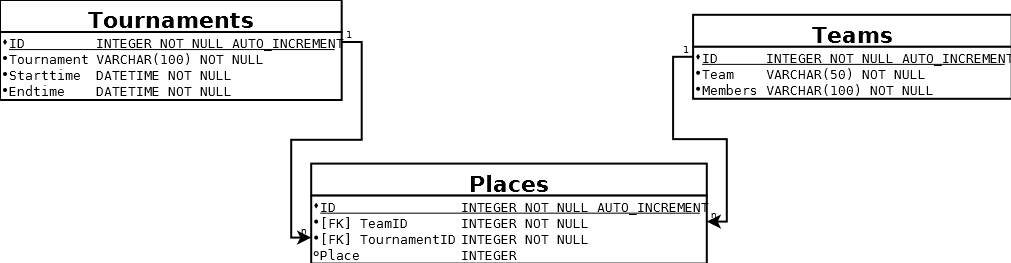 Tournaments
ID INTEGER NOT NULL AUTO_INCREMENT
Tournament VARCHAR(100) NOT NULL
Starttime DATETIME NOT NULL
Endtime DATETIME NOT NULL
1
Teams
1
ID INTEGER NOT NULL AUTO_INCREMENT
Team VARCHAR(50) NOT NULL
Members VARCHAR(100) NOT NULL
Places
ID INTEGER NOT NULL AUTO_INCREMENT
[FK] TeamID INTEGER NOT NULL
[FK] TournamentID INTEGER NOT NULL
Place INTEGER
n
n